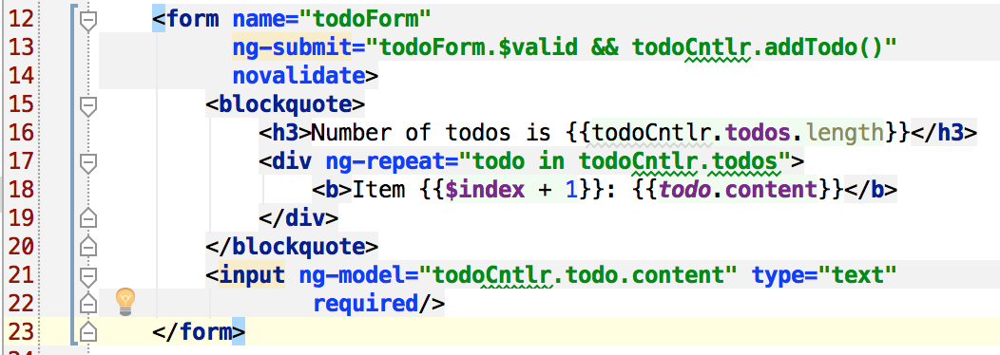 12 <form name="todoForm"
13 ng-submit="todoForm.$valid && todoCntlr.addTodo()"
14 novalidate>
15 <blockquote>
16 <h3>Number of todos is {{todoCntlr.todos.length}}</h3>
17 <div ng-repeat="todo in todoCntlr.todos">
18 <b>Item {{$index + 1}}: {{todo.content}}</b>
19 </div>
20 </blockquote>
21 <input ng-model="todoCntlr.todo.content" type="text"
22 required/>
23 </form>